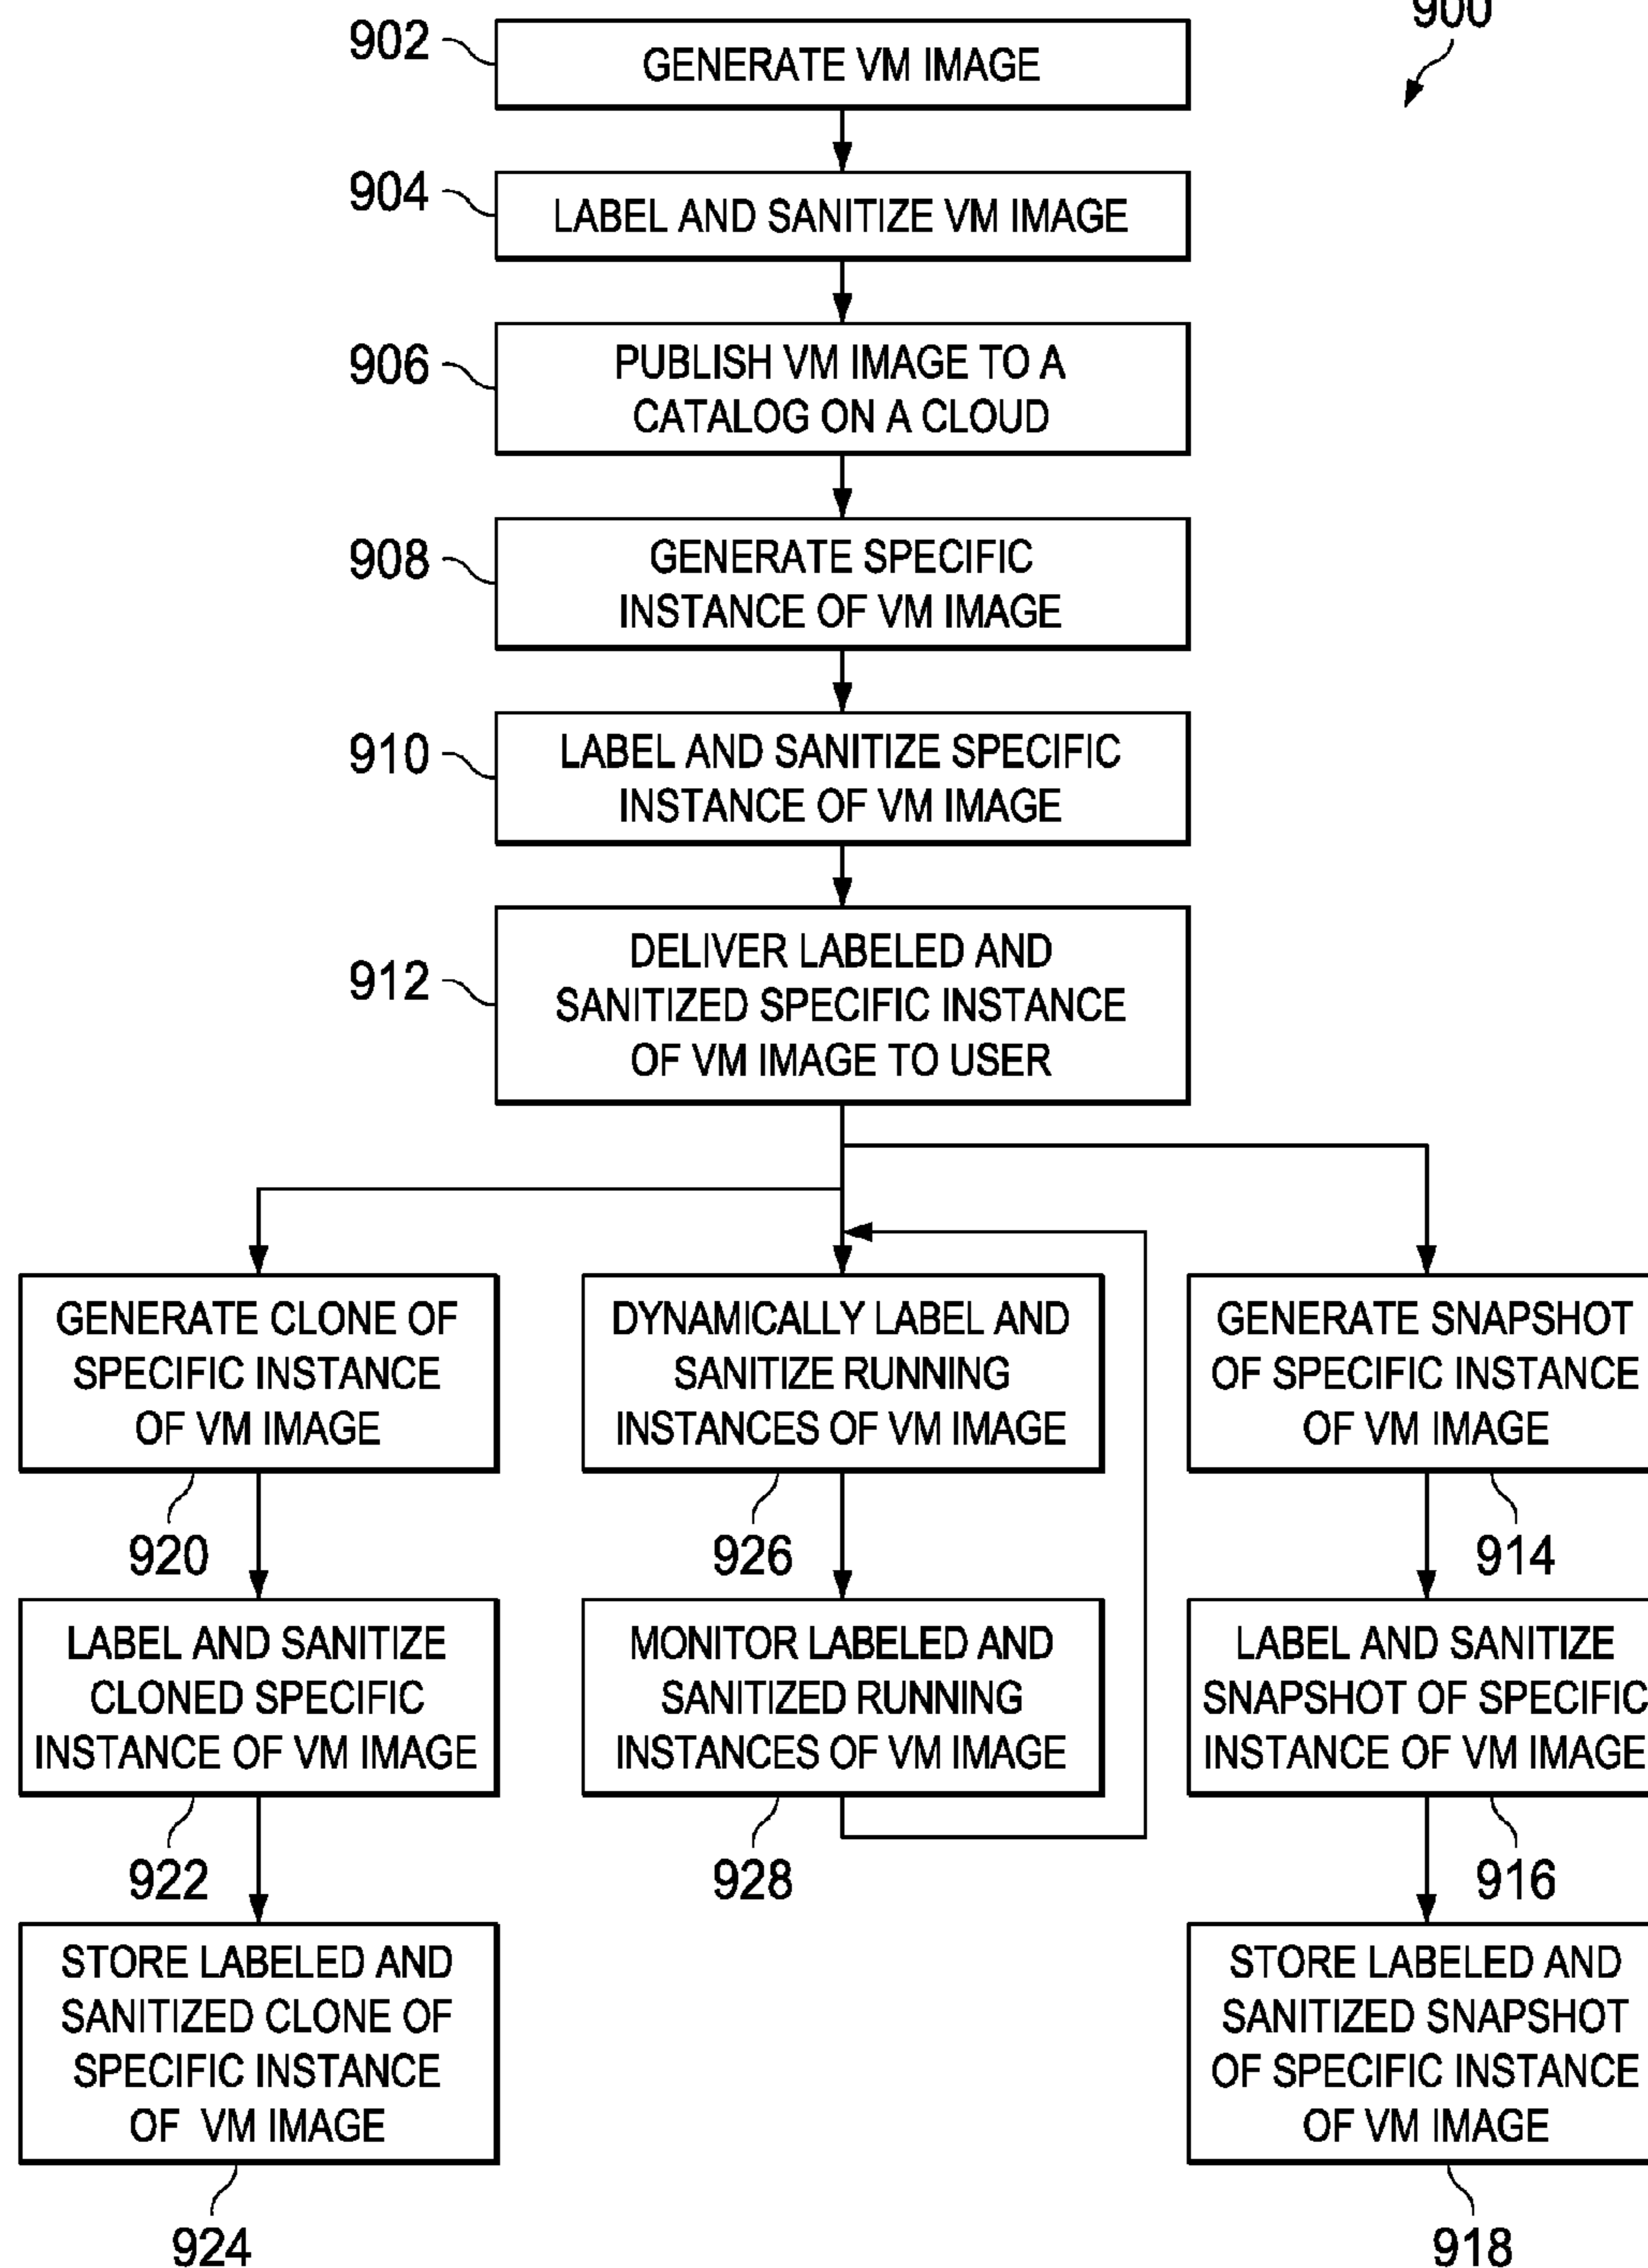 900
902
GENERATE VM IMAGE
904
LABEL AND SANITIZE VM IMAGE
906
PUBLISH VM IMAGE TO A
CATALOG ON A CLOUD
908
GENERATE SPECIFIC
INSTANCE OF VM IMAGE
910
LABEL AND SANITIZE SPECIFIC
INSTANCE OF VM IMAGE
912
DELIVER LABELED AND
SANITIZED SPECIFIC INSTANCE
OF VM IMAGE TO USER
GENERATE CLONE OF
SPECIFIC INSTANCE
OF VM IMAGE
920
LABEL AND SANITIZE
CLONED SPECIFIC
INSTANCE OF VM IMAGE
922
STORE LABELED AND
SANITIZED CLONE OF
SPECIFIC INSTANCE
OF VM IMAGE
924
DYNAMICALLY LABEL AND
SANITIZE RUNNING
INSTANCES OF VM IMAGE
926
MONITOR LABELED AND
SANITIZED RUNNING
INSTANCES OF VM IMAGE
928
GENERATE SNAPSHOT
OF SPECIFIC INSTANCE
OF VM IMAGE
914
LABEL AND SANITIZE
SNAPSHOT OF SPECIFIC
INSTANCE OF VM IMAGE
916
STORE LABELED AND
SANITIZED SNAPSHOT
OF SPECIFIC INSTANCE
OF VM IMAGE
918